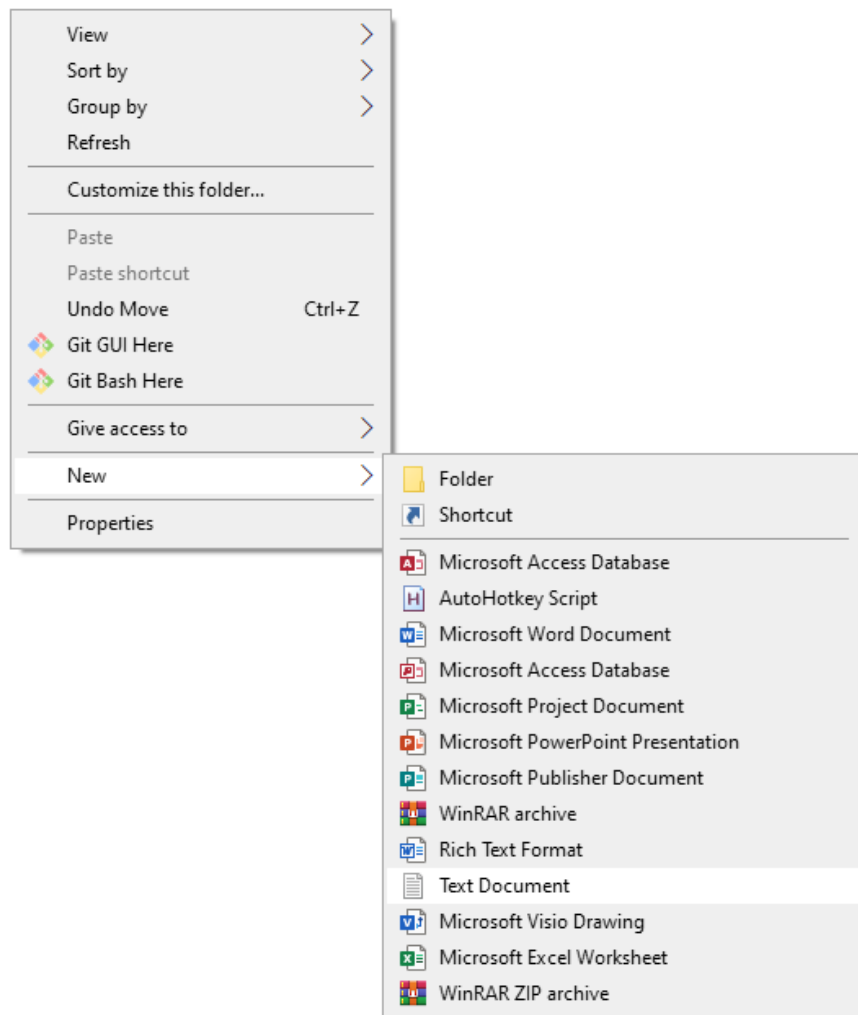 View
Sort by
Group by
Refresh
Customize this folder...
Paste
Paste shortcut
Undo Move Ctrl+Z
Git GUI Here
Git Bash Here
Give access to
New
Properties
Folder
Shortcut
Microsoft Access Database
AutoHotkey Script
Microsoft Word Document
Microsoft Access Database
Microsoft Project Document
Microsoft PowerPoint Presentation
Microsoft Publisher Document
WinRAR archive
Rich Text Format
Text Document
Microsoft Visio Drawing
Microsoft Excel Worksheet
WinRAR ZIP archive